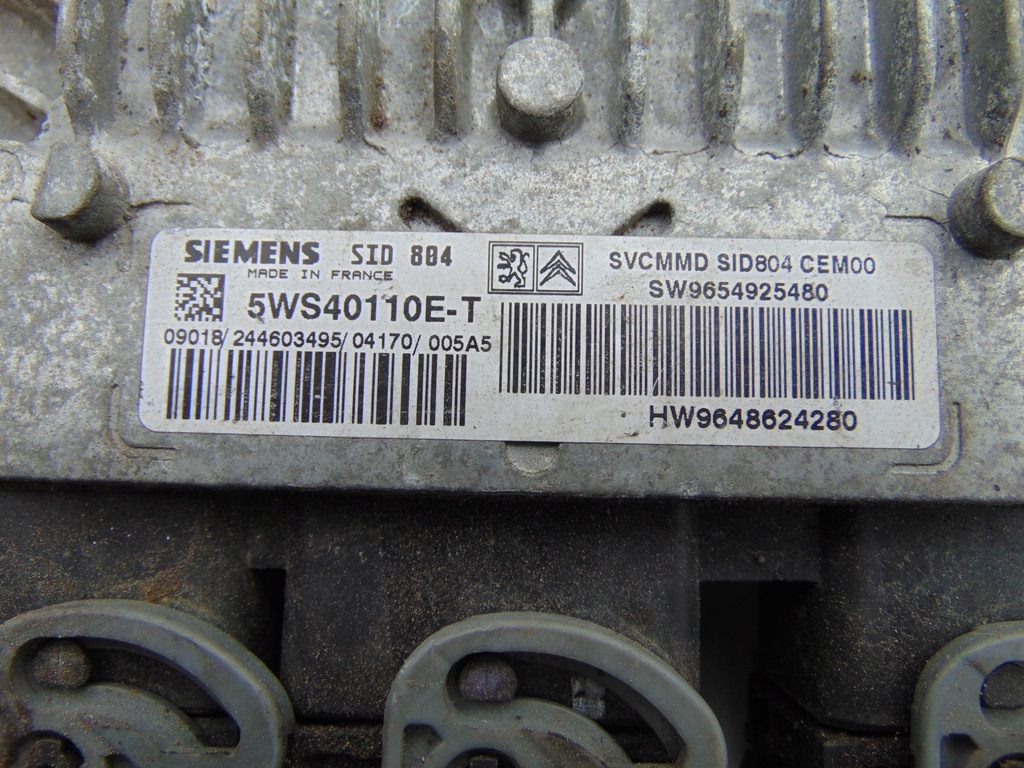 SIEMENS SID 804
MADE IN FRANCE
5WS40110E-T
09018/244603495/04170/005A5
SVCMMD SID804 CEM00
SW9654925480
HW9648624280